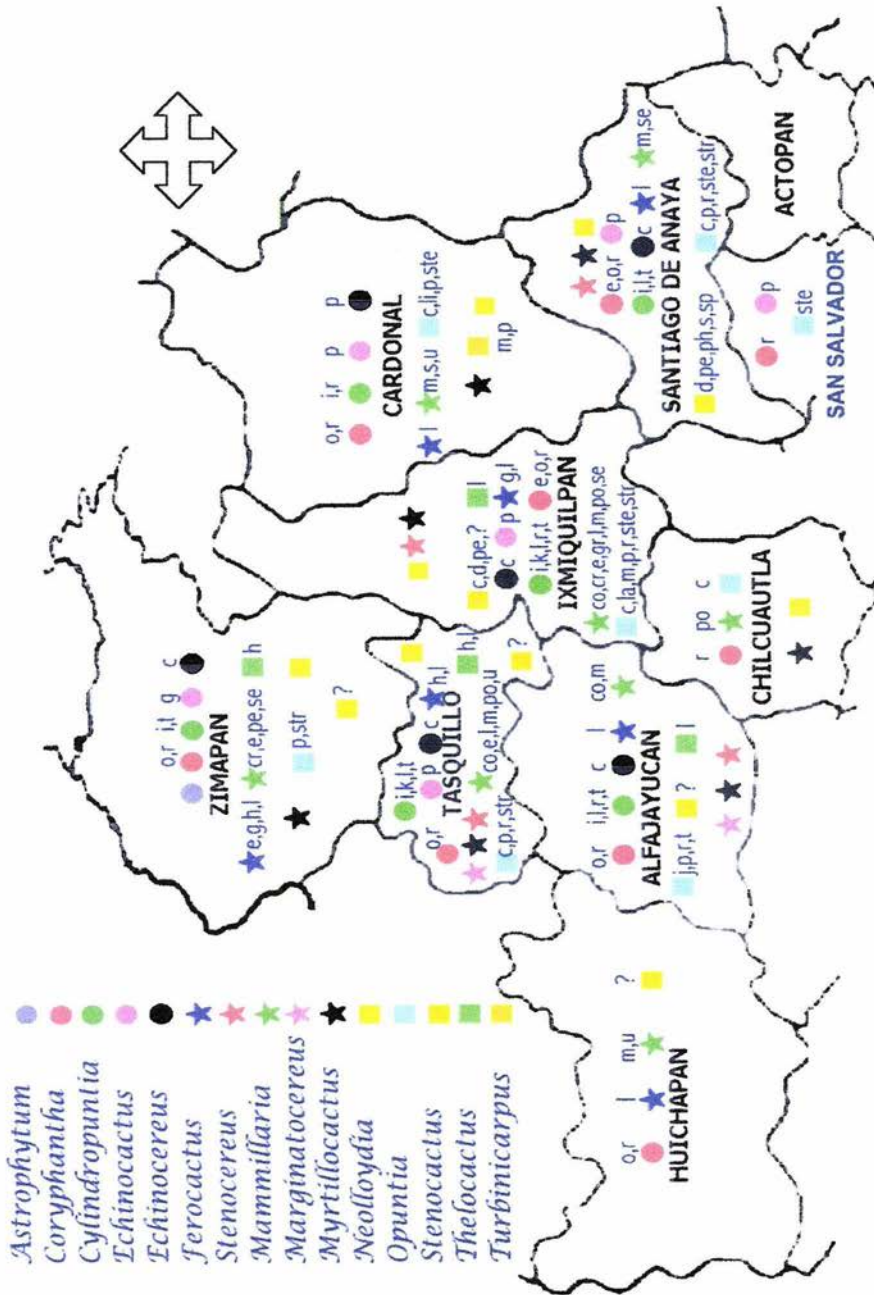 Astrophytum
Coryphantha
Cylindropuntia
Echinocactus
Echinocereus
Ferocactus
Stenocereus
Mammillaria
Marginatocereus
Myrtillocactus
Neolloydia
Opuntia
Stenocactus
Thelocactus
Turbinicarpus
o,r i,t g c
ZIMAPAN
e,g,h,l cr,e,pe,se h
p,str
?
i,k,l,t
o,r p c h,l
TASQUILLO h,l
co,e,l,m,po,u
c,p,r,str ?
o,r i,r p p
CARDONAL
l m,s,u c,li,p,ste
m,p
c,d,pe,? l
c p g,l
i,k,l,r,t e,o,r
IXMIQUILPAN
co,cr,e,gr,l,m,po,se
c,la,m,p,r,ste,str
e,o,r p
i,l,t c l m,se
SANTIAGO DE ANAYA
d,pe,ph,s,sp c,p,r,ste,str
ACTOPAN
r p
ste
SAN SALVADOR
r po c
CHILCUAUTLA
o,r i,l,r,t c l co,m
ALFAJAYUCAN
j,p,r,t ? l
o,r l m,u ?
HUICHAPAN